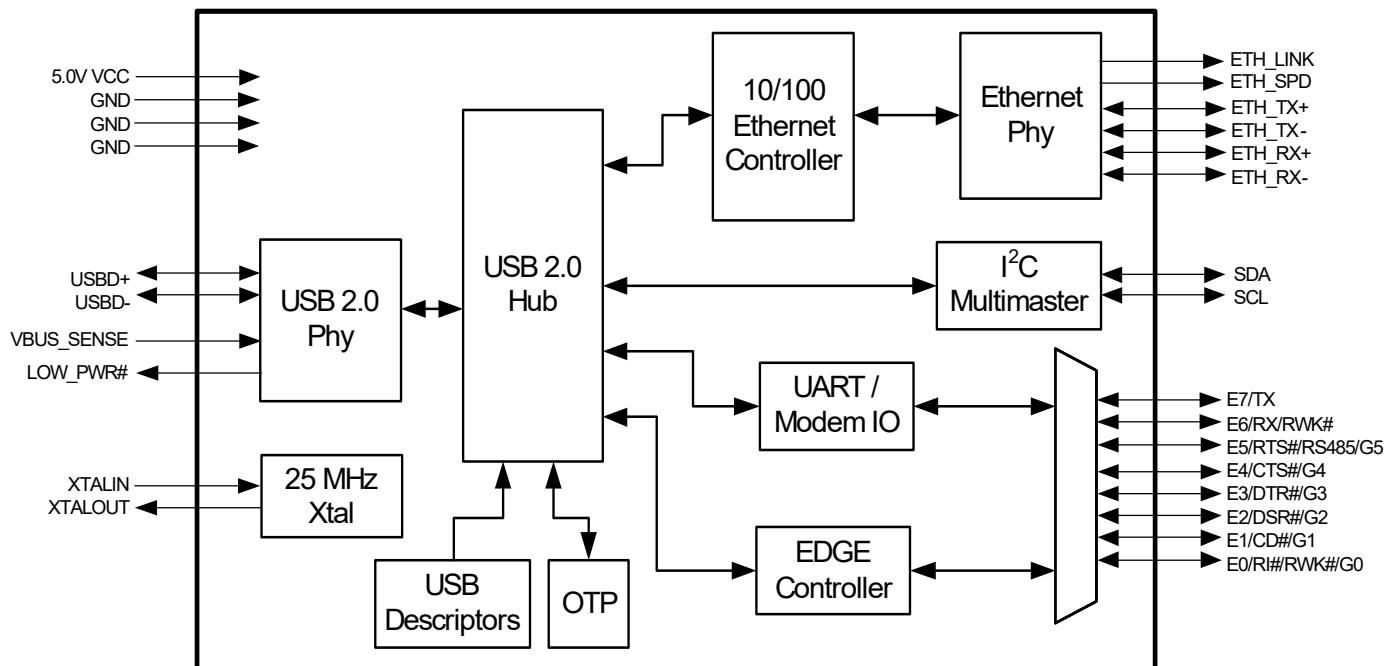 5.0V VCC
GND
GND
GND
USBD+
USBD-
VBUS_SENSE
LOW_PWR#
XTALIN
XTALOUT
USB 2.0
Phy
25 MHz
Xtal
USB 2.0
Hub
USB
Descriptors
OTP
10/100
Ethernet
Controller
Ethernet
Phy
I²C
Multimaster
UART /
Modem IO
EDGE
Controller
ETH_LINK
ETH_SPD
ETH_TX+
ETH_TX-
ETH_RX+
ETH_RX-
SDA
SCL
E7/TX
E6/RX/RWK#
E5/RTS#/RS485/G5
E4/CTS#/G4
E3/DTR#/G3
E2/DSR#/G2
E1/CD#/G1
E0/RI#/RWK#/G0